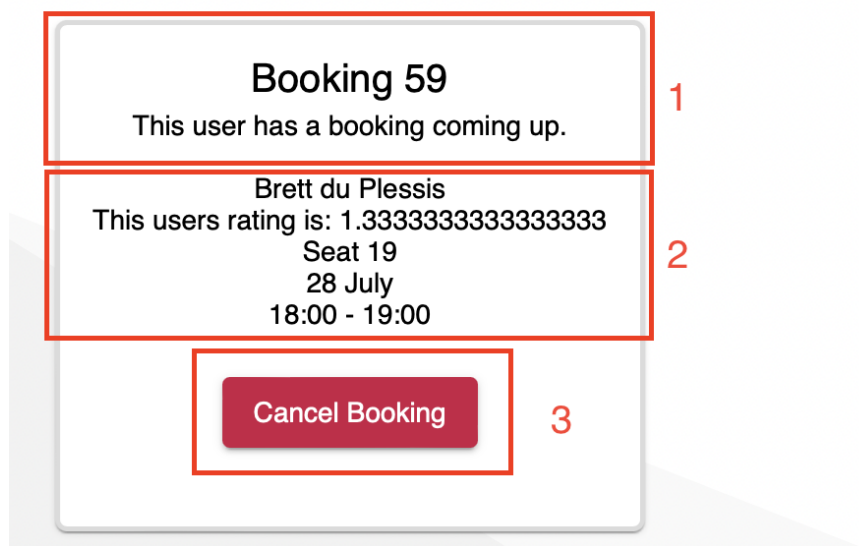 Booking 59
This user has a booking coming up.
1
Brett du Plessis
This users rating is: 1.3333333333333333
Seat 19
28 July
18:00 - 19:00
2
Cancel Booking
3